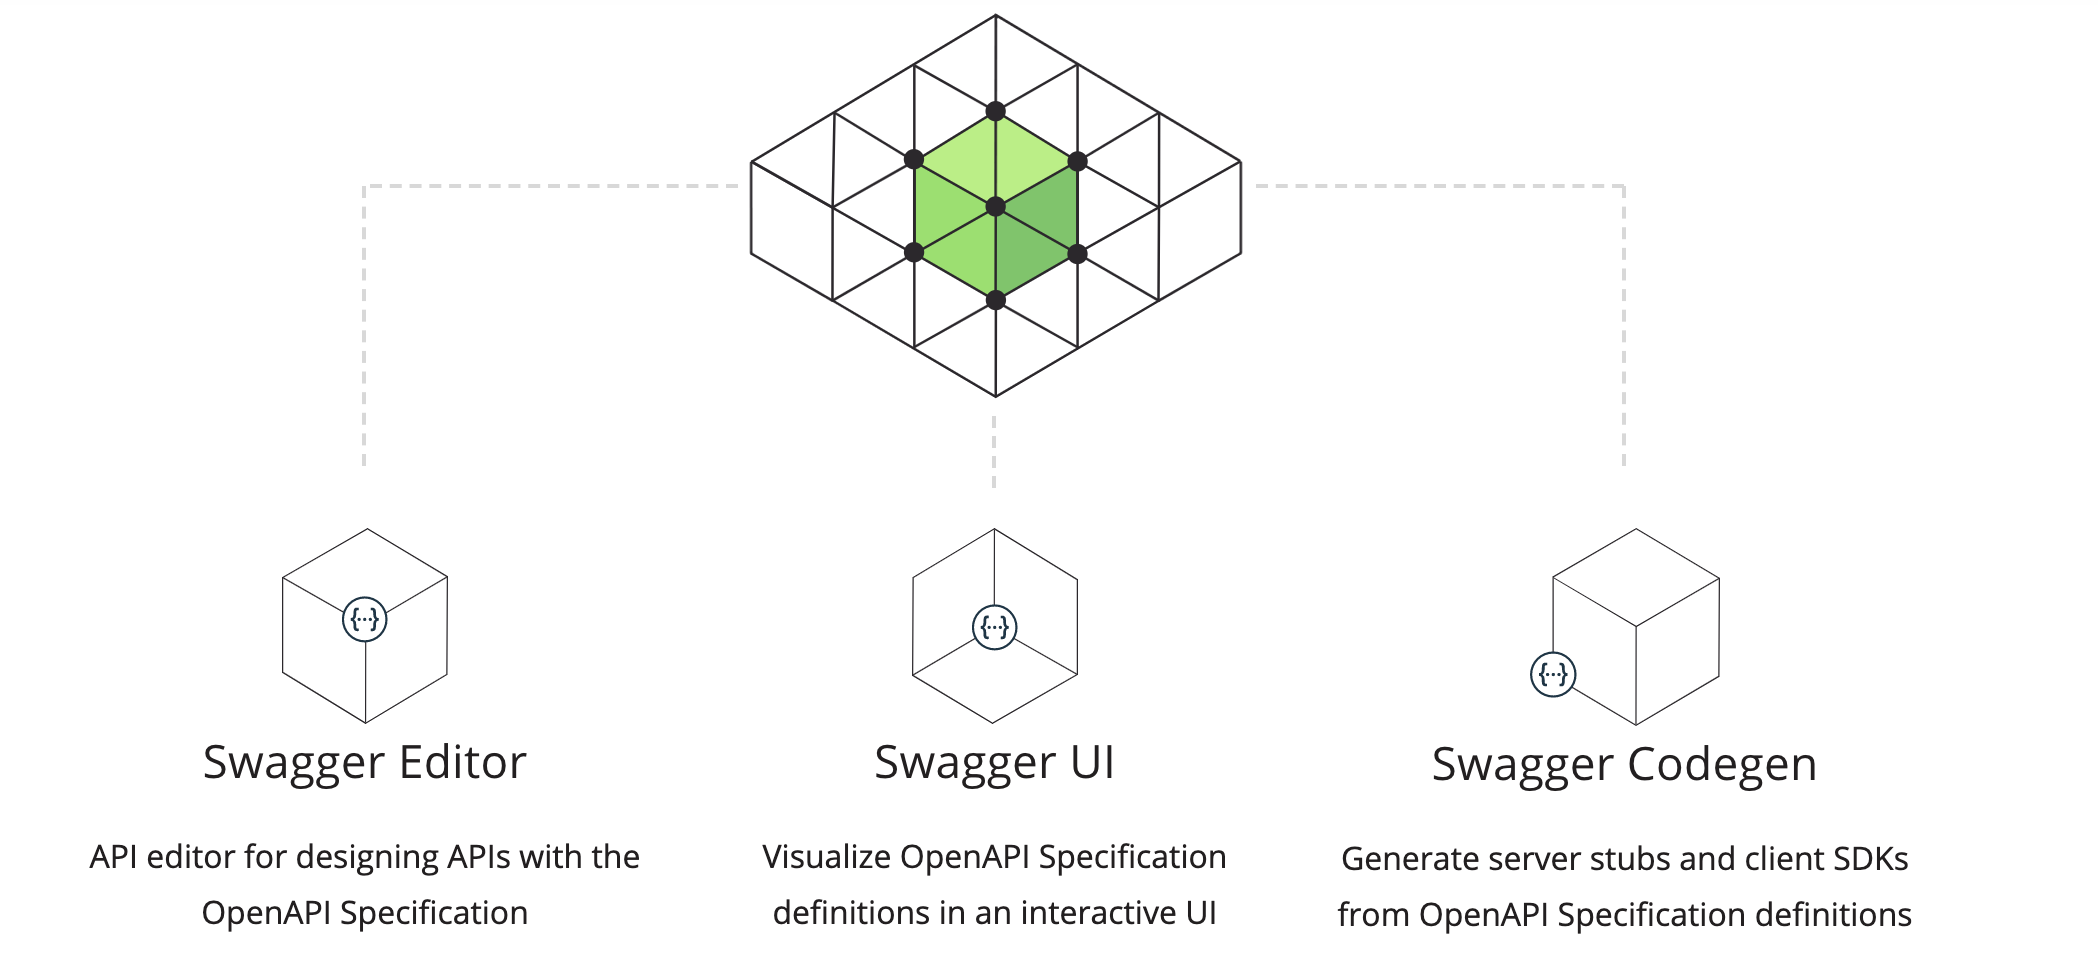 {...}
{...}
{...}
Swagger Editor
Swagger UI
Swagger Codegen
API editor for designing APIs with the
OpenAPI Specification
Visualize OpenAPI Specification
definitions in an interactive UI
Generate server stubs and client SDKs
from OpenAPI Specification definitions